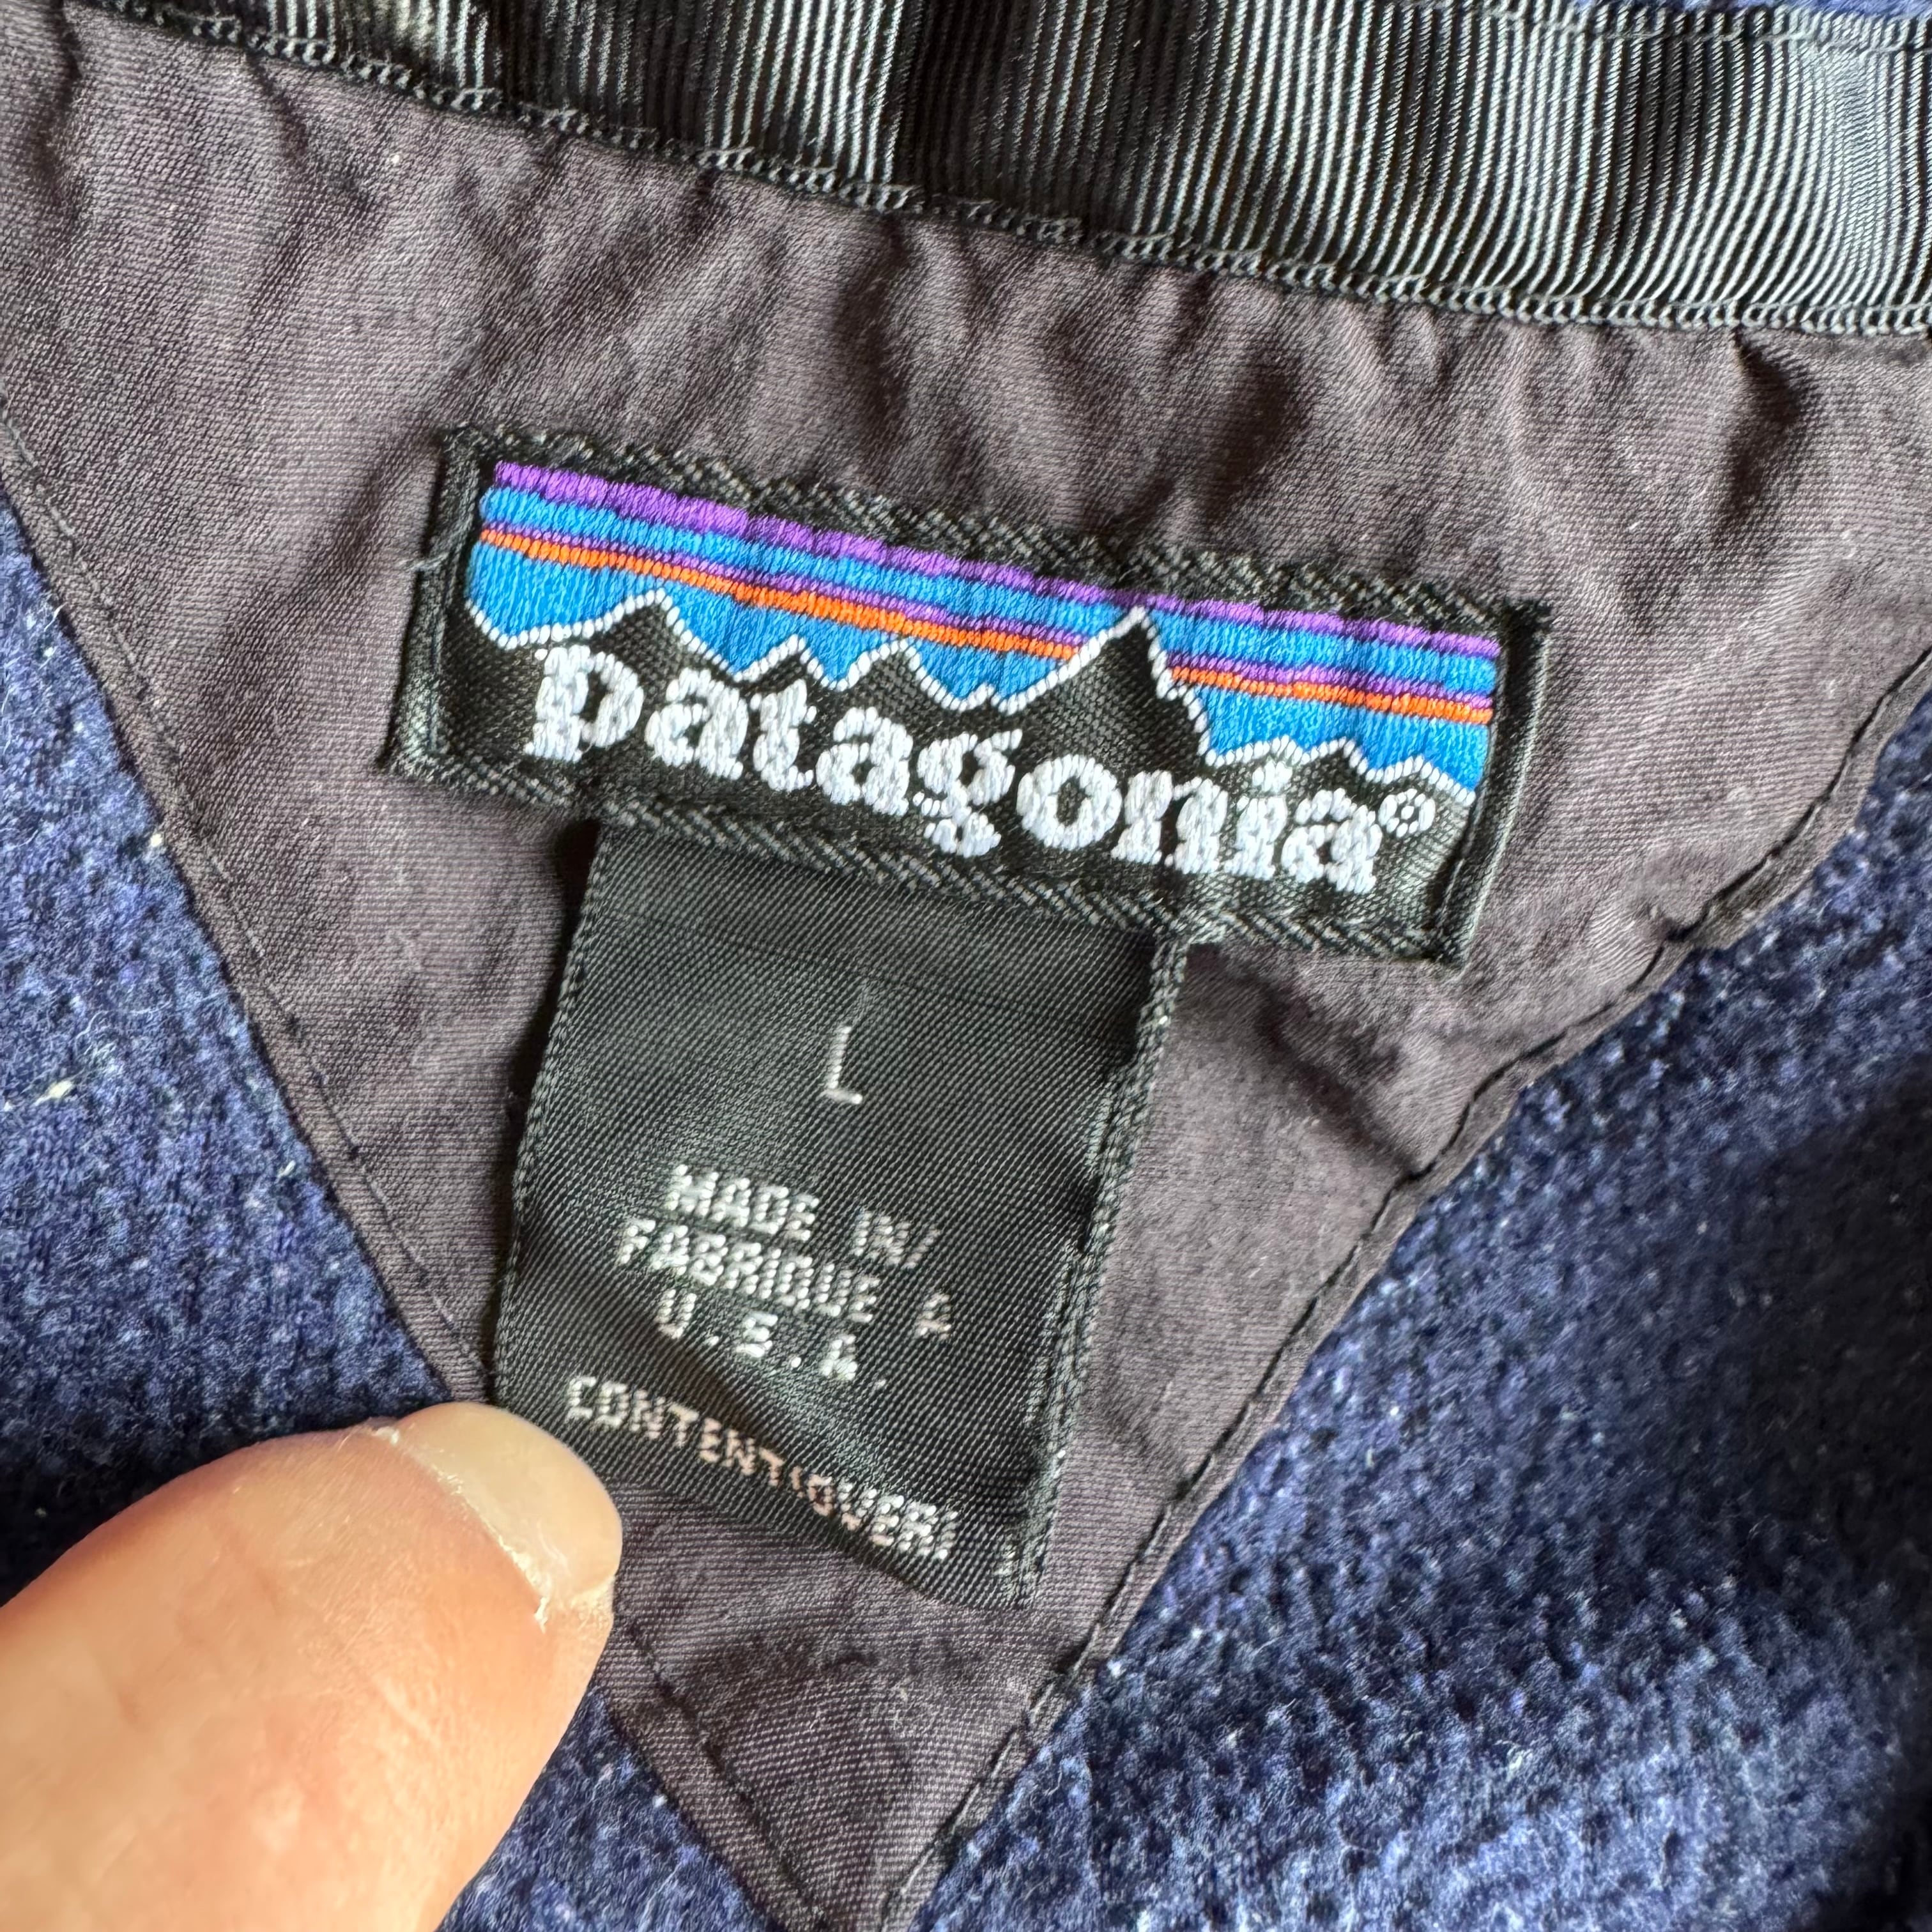 patagonia®
L
MADE IN/
FABRIQUE A
U.S.A.
CONTENT(OVER)